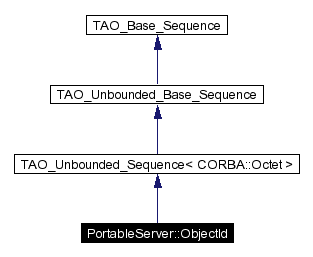 TAO_Base_Sequence
TAO_Unbounded_Base_Sequence
TAO_Unbounded_Sequence< CORBA::Octet >
PortableServer::ObjectId